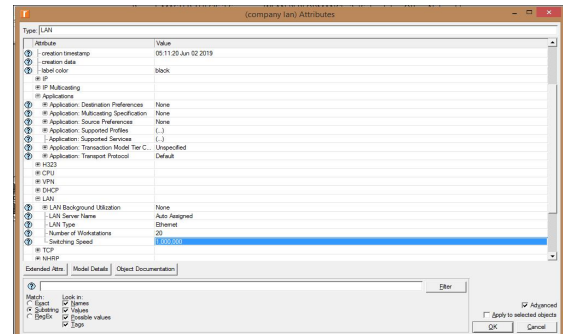 (company lan) Attributes
Type: LAN
Attribute Value
creation timestamp 05:11:20 Jun 02 2019
creation data
label color black
IP
IP Multicasting
Applications
Application: Destination Preferences None
Application: Multicasting Specification None
Application: Source Preferences None
Application: Supported Profiles (...)
Application: Supported Services (...)
Application: Transaction Model Tier C... Unspecified
Application: Transport Protocol Default
H323
CPU
VPN
DHCP
LAN
LAN Background Utilization None
LAN Server Name Auto Assigned
LAN Type Ethernet
Number of Workstations 20
Switching Speed 1,000,000
TCP
NHRP
Extended Attrs Model Details Object Documentation
Filter
Match: Look in:
Exact Names
Substring Values
RegEx Possible values
Tags
Advanced
Apply to selected objects
OK Cancel